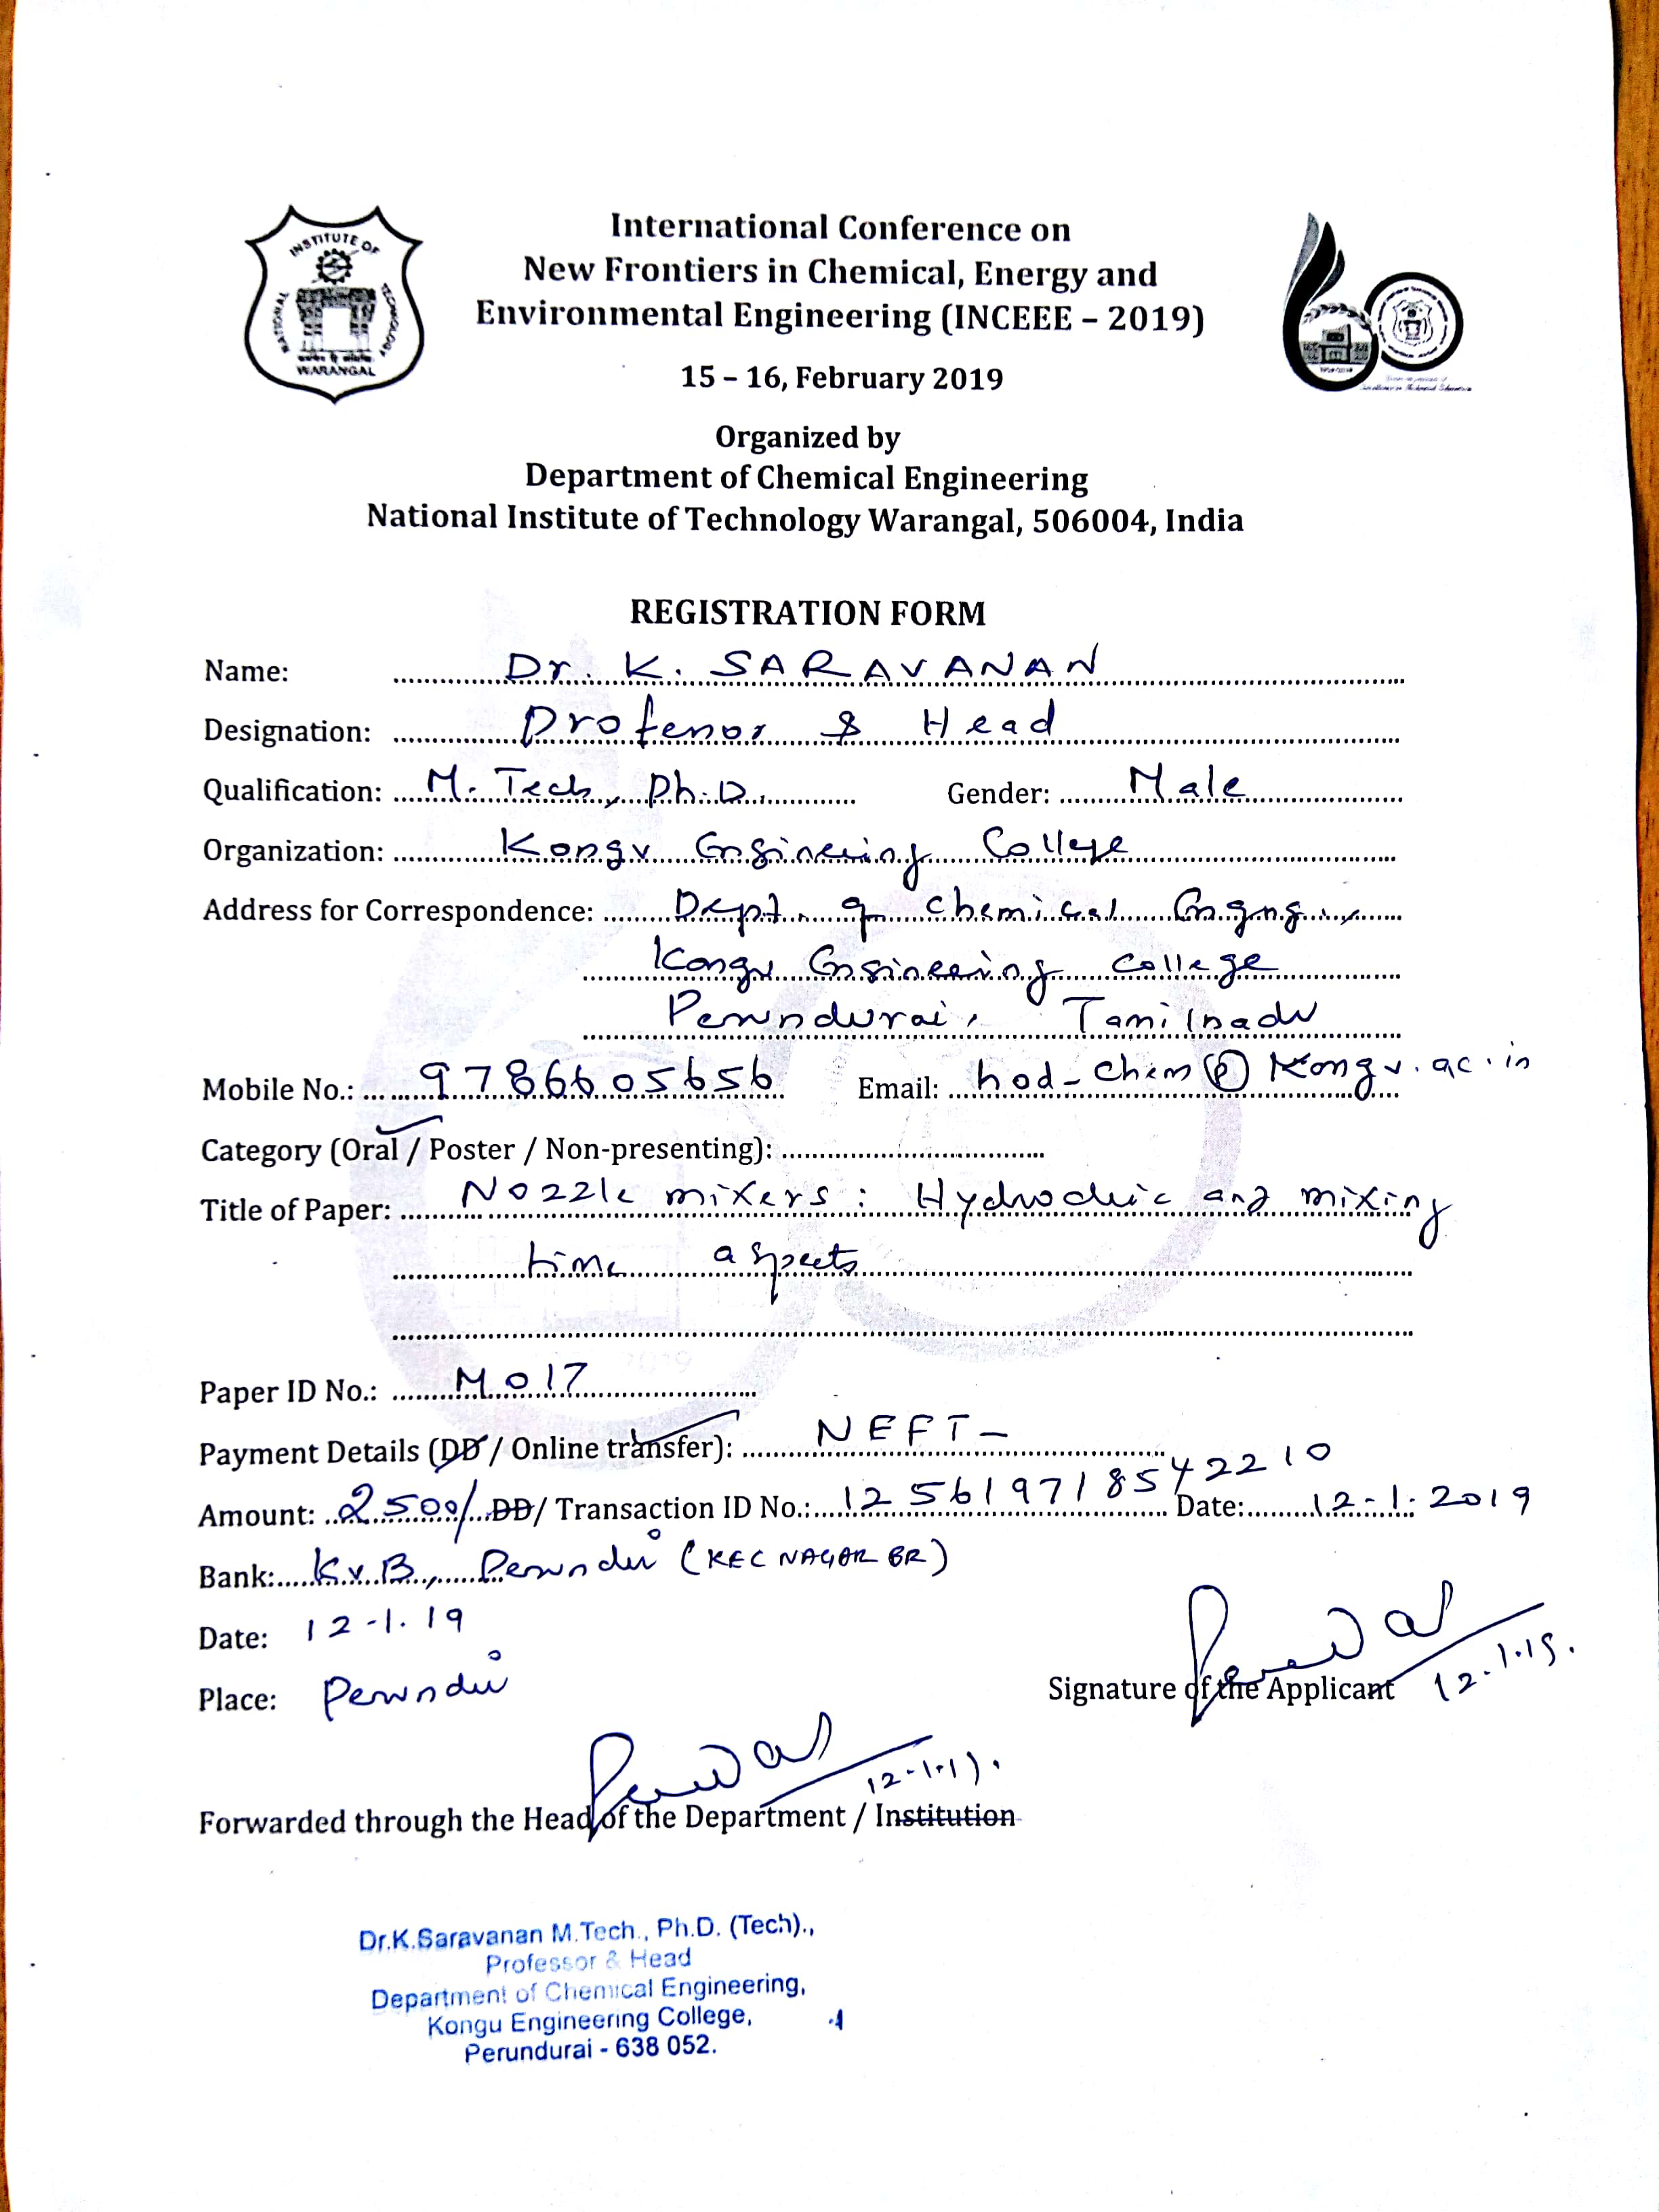 INSTITUTE OF
NATIONAL
TECHNOLOGY
WARANGAL
International Conference on
New Frontiers in Chemical, Energy and
Environmental Engineering (INCEEE – 2019)
15 – 16, February 2019
Organized by
Department of Chemical Engineering
National Institute of Technology Warangal, 506004, India
REGISTRATION FORM
Name: Dr. K. SARAVANAN
Designation: Professor & Head
Qualification: M. Tech, Ph.D. Gender: Male
Organization: Kongu Engineering College
Address for Correspondence: Dept. of Chemical Engng.,
Kongu Engineering College
Perundurai, Tamilnadu
Mobile No.: 9786605656 Email: hod-chem@kongu.ac.in
Category (Oral / Poster / Non-presenting):
Title of Paper: Nozzle mixers: and mixing
time aspects
Paper ID No.: M017
Payment Details (DD / Online transfer): NEFT-
Amount: 2500/ DD/ Transaction ID No.: 12561971854 2210 Date: 12-1-2019
Bank: KVB, (KEC NAGAR BR)
Date: 12-1.19
Place:
Signature of the Applicant 12-1.19.
12-1.19.
Forwarded through the Head of the Department / Institution
Dr.K.Saravanan M.Tech., Ph.D. (Tech).,
Professor & Head
Department of Chemical Engineering,
Kongu Engineering College,
Perundurai - 638 052.